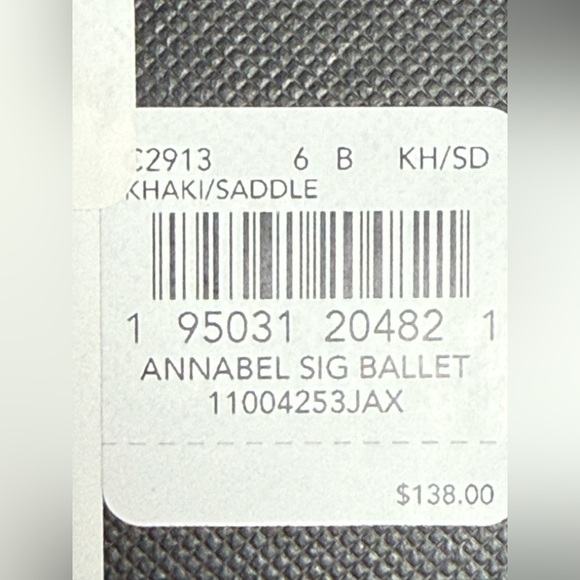 C2913 6 B KH/SD
KHAKI/SADDLE
1 95031 20482 1
ANNABEL SIG BALLET
11004253JAX
$138.00